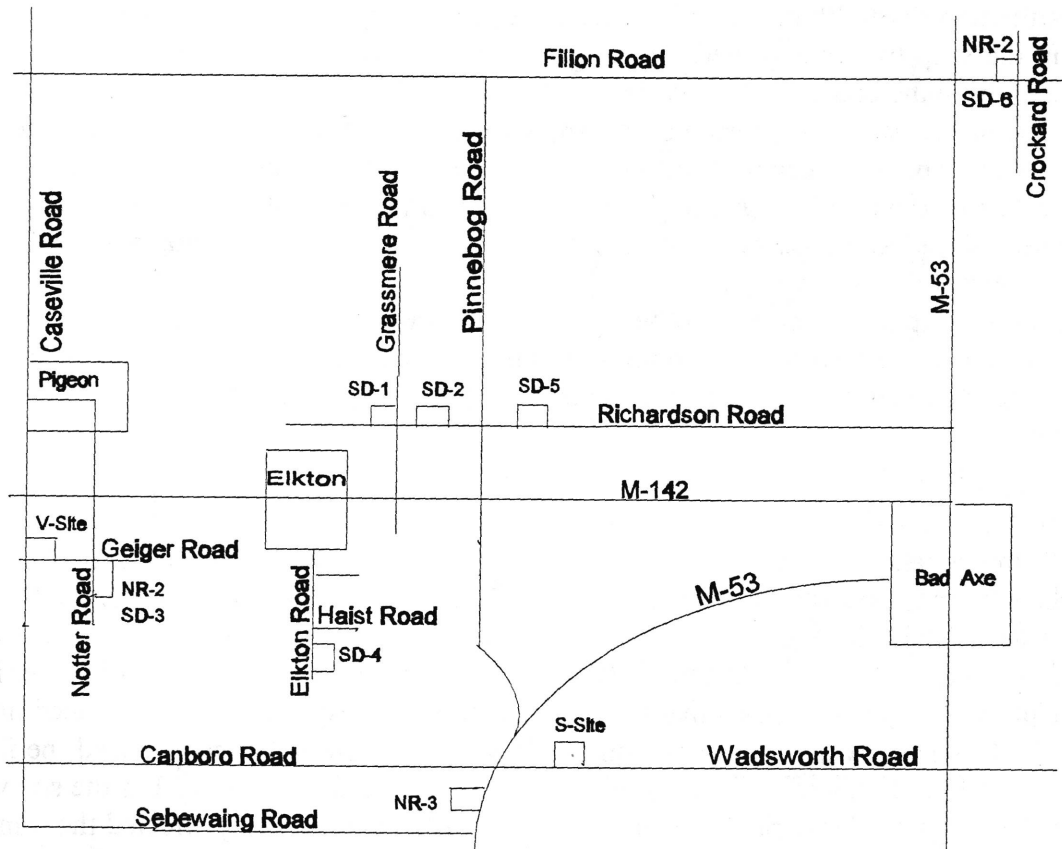 Filion Road
NR-2
SD-6
Crockard Road
Caseville Road
Grassmere Road
Pinnebog Road
M-53
Pigeon
SD-1
SD-2
SD-5
Richardson Road
Elkton
M-142
V-Site
Geiger Road
NR-2
SD-3
Notter Road
Elkton Road
Haist Road
SD-4
M-53
Bad Axe
S-Site
Canboro Road
Wadsworth Road
NR-3
Sebewaing Road